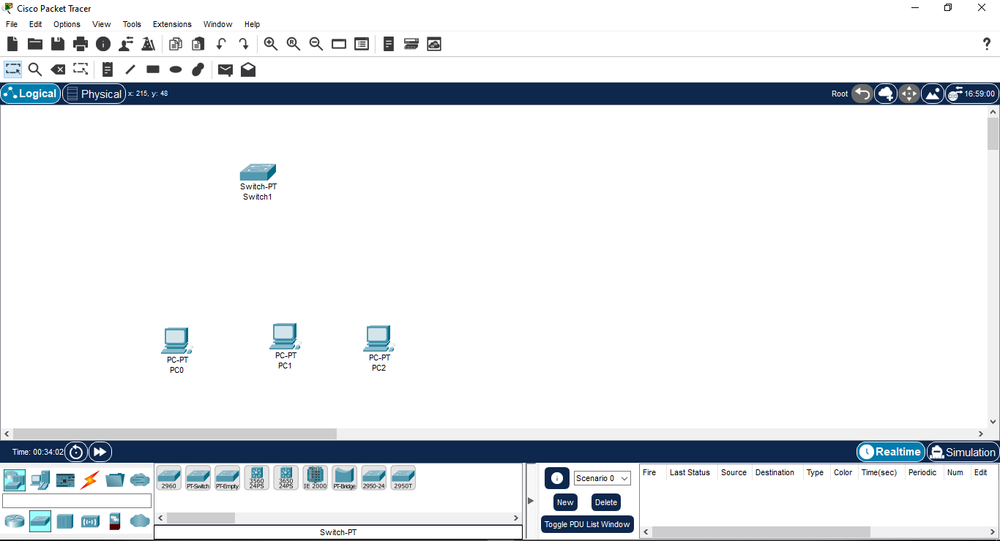 Cisco Packet Tracer
File Edit Options View Tools Extensions Window Help
Logical Physical x: 215, y: 48 Root 16:59:00
Switch-PT
Switch1
PC-PT
PC0
PC-PT
PC1
PC-PT
PC2
Time: 00:34:02 Realtime Simulation
2960 PT-Switch PT-Empty 3560 24PS 3650 24PS IE 2000 PT-Bridge 2950-24 2950T
Switch-PT
Scenario 0
New Delete
Toggle PDU List Window
Fire Last Status Source Destination Type Color Time(sec) Periodic Num Edit